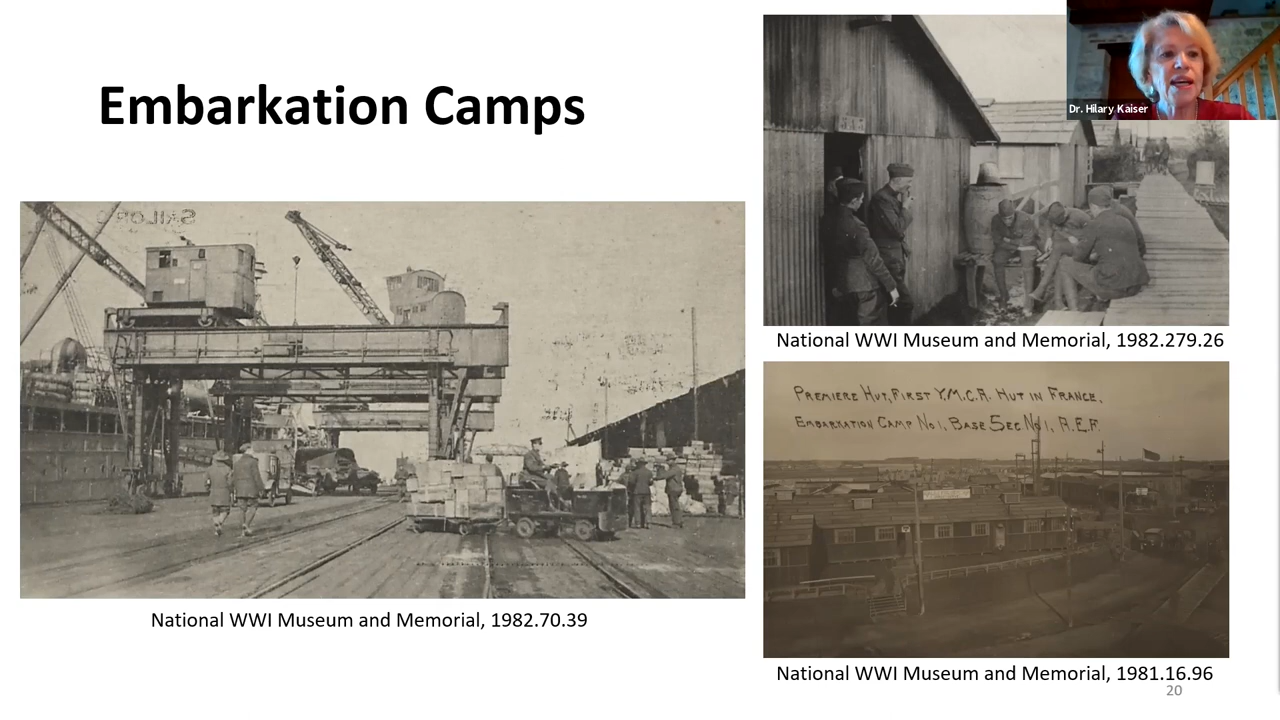 Embarkation Camps
Dr. Hilary Kaiser
National WWI Museum and Memorial, 1982.279.26
PREMIERE HUT, FIRST Y.M.C.A. HUT IN FRANCE.
EMBARKATION CAMP NO 1, BASE SEC. NO 1, A.E.F.
National WWI Museum and Memorial, 1982.70.39
National WWI Museum and Memorial, 1981.16.96
20